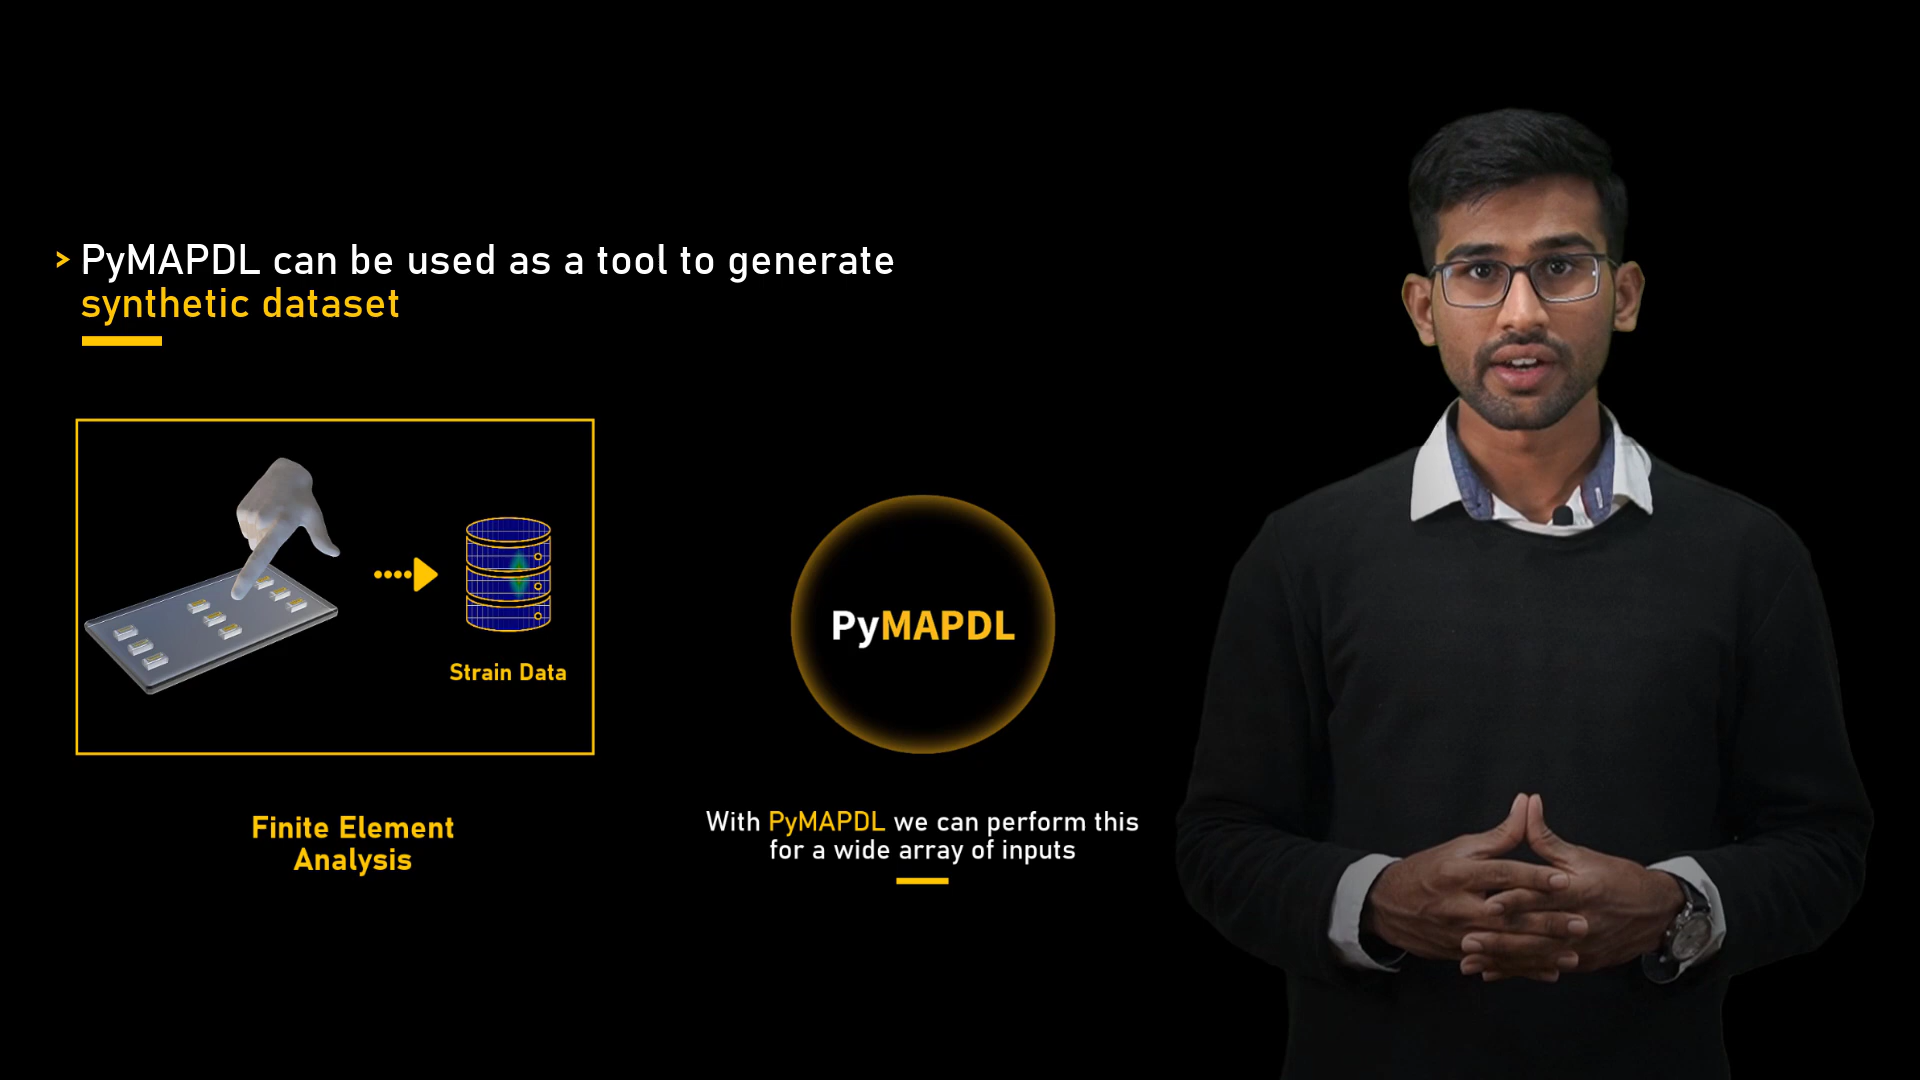 > PyMAPDL can be used as a tool to generate
synthetic dataset
Strain Data
Finite Element
Analysis
PyMAPDL
With PyMAPDL we can perform this
for a wide array of inputs